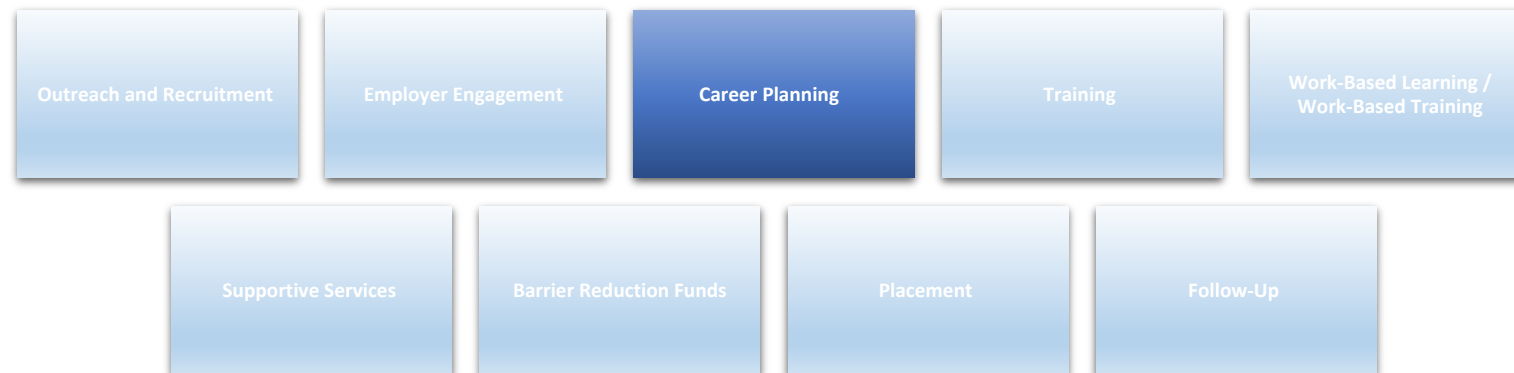 Outreach and Recruitment
Employer Engagement
Career Planning
Training
Work-Based Learning /
Work-Based Training
Supportive Services
Barrier Reduction Funds
Placement
Follow-Up